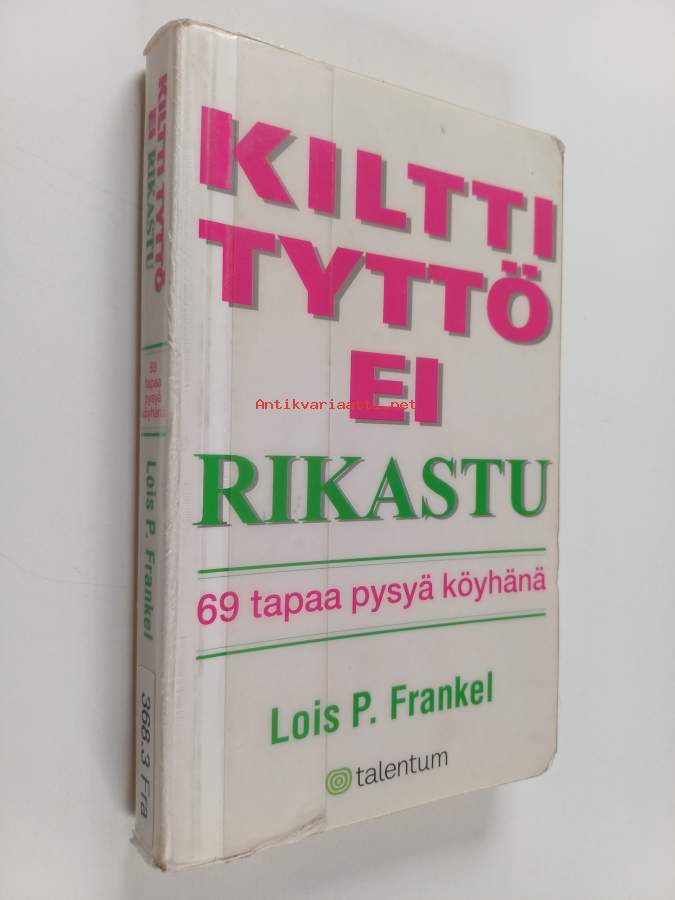 KILTTI
TYTTÖ
EI
RIKASTU
69 tapaa pysyä köyhänä
Lois P. Frankel
talentum
KILTTI TYTTÖ
EI RIKASTU
69
tapaa
pysyä
köyhänä
Lois P. Frankel
368.3 Fra
Antikvariaatti.net